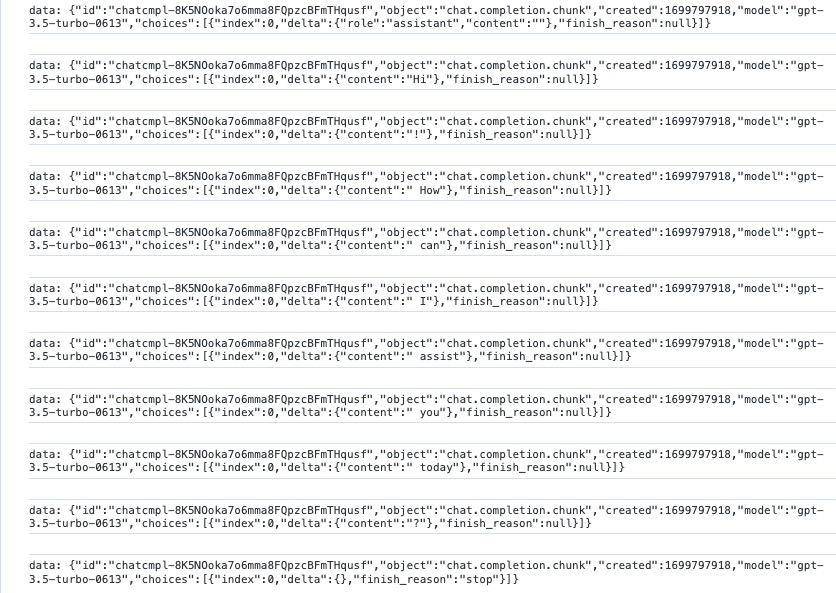 data: {"id":"chatcmpl-8K5NOoka7o6mma8FQpzcBFmTHqusf","object":"chat.completion.chunk","created":1699797918,"model":"gpt-
3.5-turbo-0613","choices":[{"index":0,"delta":{"role":"assistant","content":""},"finish_reason":null}]}
data: {"id":"chatcmpl-8K5NOoka7o6mma8FQpzcBFmTHqusf","object":"chat.completion.chunk","created":1699797918,"model":"gpt-
3.5-turbo-0613","choices":[{"index":0,"delta":{"content":"Hi"},"finish_reason":null}]}
data: {"id":"chatcmpl-8K5NOoka7o6mma8FQpzcBFmTHqusf","object":"chat.completion.chunk","created":1699797918,"model":"gpt-
3.5-turbo-0613","choices":[{"index":0,"delta":{"content":"!"},"finish_reason":null}]}
data: {"id":"chatcmpl-8K5NOoka7o6mma8FQpzcBFmTHqusf","object":"chat.completion.chunk","created":1699797918,"model":"gpt-
3.5-turbo-0613","choices":[{"index":0,"delta":{"content":" How"},"finish_reason":null}]}
data: {"id":"chatcmpl-8K5NOoka7o6mma8FQpzcBFmTHqusf","object":"chat.completion.chunk","created":1699797918,"model":"gpt-
3.5-turbo-0613","choices":[{"index":0,"delta":{"content":" can"},"finish_reason":null}]}
data: {"id":"chatcmpl-8K5NOoka7o6mma8FQpzcBFmTHqusf","object":"chat.completion.chunk","created":1699797918,"model":"gpt-
3.5-turbo-0613","choices":[{"index":0,"delta":{"content":" I"},"finish_reason":null}]}
data: {"id":"chatcmpl-8K5NOoka7o6mma8FQpzcBFmTHqusf","object":"chat.completion.chunk","created":1699797918,"model":"gpt-
3.5-turbo-0613","choices":[{"index":0,"delta":{"content":" assist"},"finish_reason":null}]}
data: {"id":"chatcmpl-8K5NOoka7o6mma8FQpzcBFmTHqusf","object":"chat.completion.chunk","created":1699797918,"model":"gpt-
3.5-turbo-0613","choices":[{"index":0,"delta":{"content":" you"},"finish_reason":null}]}
data: {"id":"chatcmpl-8K5NOoka7o6mma8FQpzcBFmTHqusf","object":"chat.completion.chunk","created":1699797918,"model":"gpt-
3.5-turbo-0613","choices":[{"index":0,"delta":{"content":" today"},"finish_reason":null}]}
data: {"id":"chatcmpl-8K5NOoka7o6mma8FQpzcBFmTHqusf","object":"chat.completion.chunk","created":1699797918,"model":"gpt-
3.5-turbo-0613","choices":[{"index":0,"delta":{"content":"?"},"finish_reason":null}]}
data: {"id":"chatcmpl-8K5NOoka7o6mma8FQpzcBFmTHqusf","object":"chat.completion.chunk","created":1699797918,"model":"gpt-
3.5-turbo-0613","choices":[{"index":0,"delta":{},"finish_reason":"stop"}]}